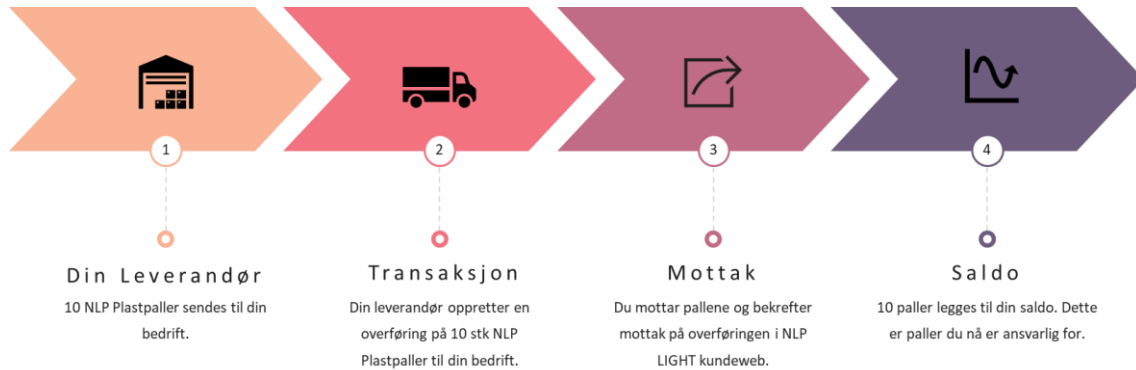 1
2
3
4
Din Leverandør
10 NLP Plastpaller sendes til din
bedrift.
Transaksjon
Din leverandør oppretter en
overføring på 10 stk NLP
Plastpaller til din bedrift.
Mottak
Du mottar pallene og bekrefter
mottak på overføringen i NLP
LIGHT kundeweb.
Saldo
10 paller legges til din saldo. Dette
er paller du nå er ansvarlig for.